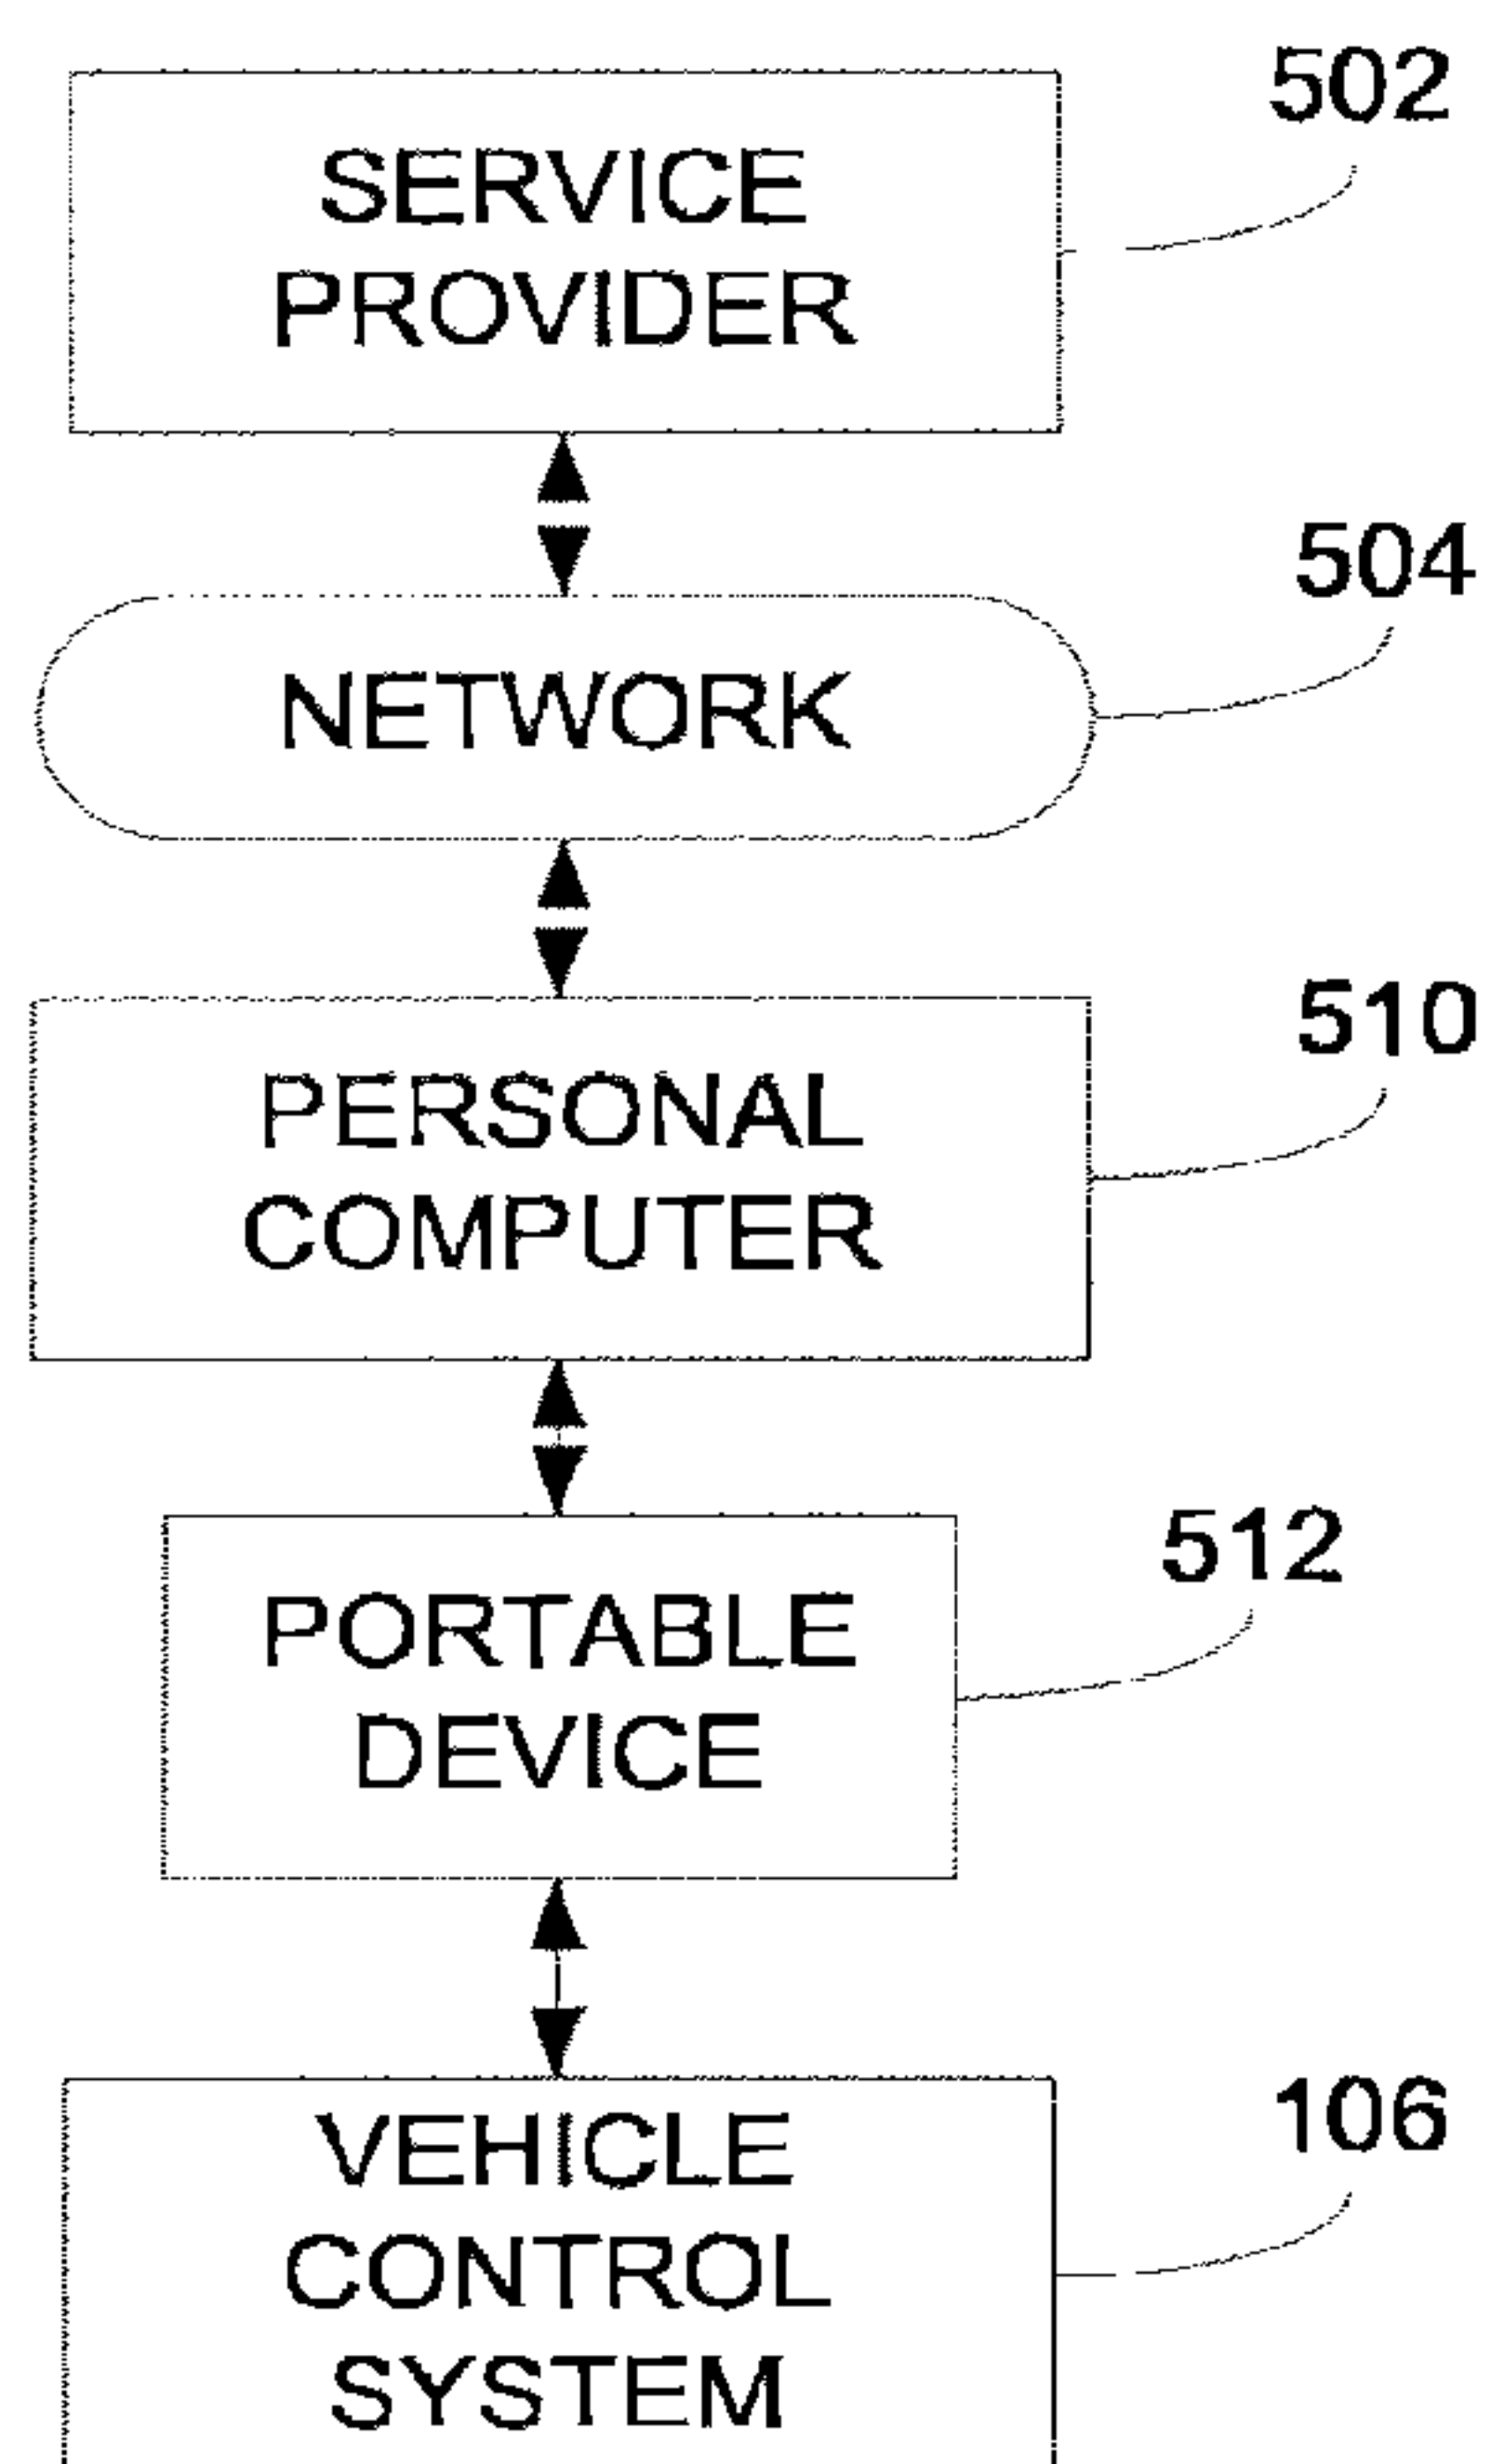 502
SERVICE
PROVIDER
504
NETWORK
510
PERSONAL
COMPUTER
512
PORTABLE
DEVICE
106
VEHICLE
CONTROL
SYSTEM